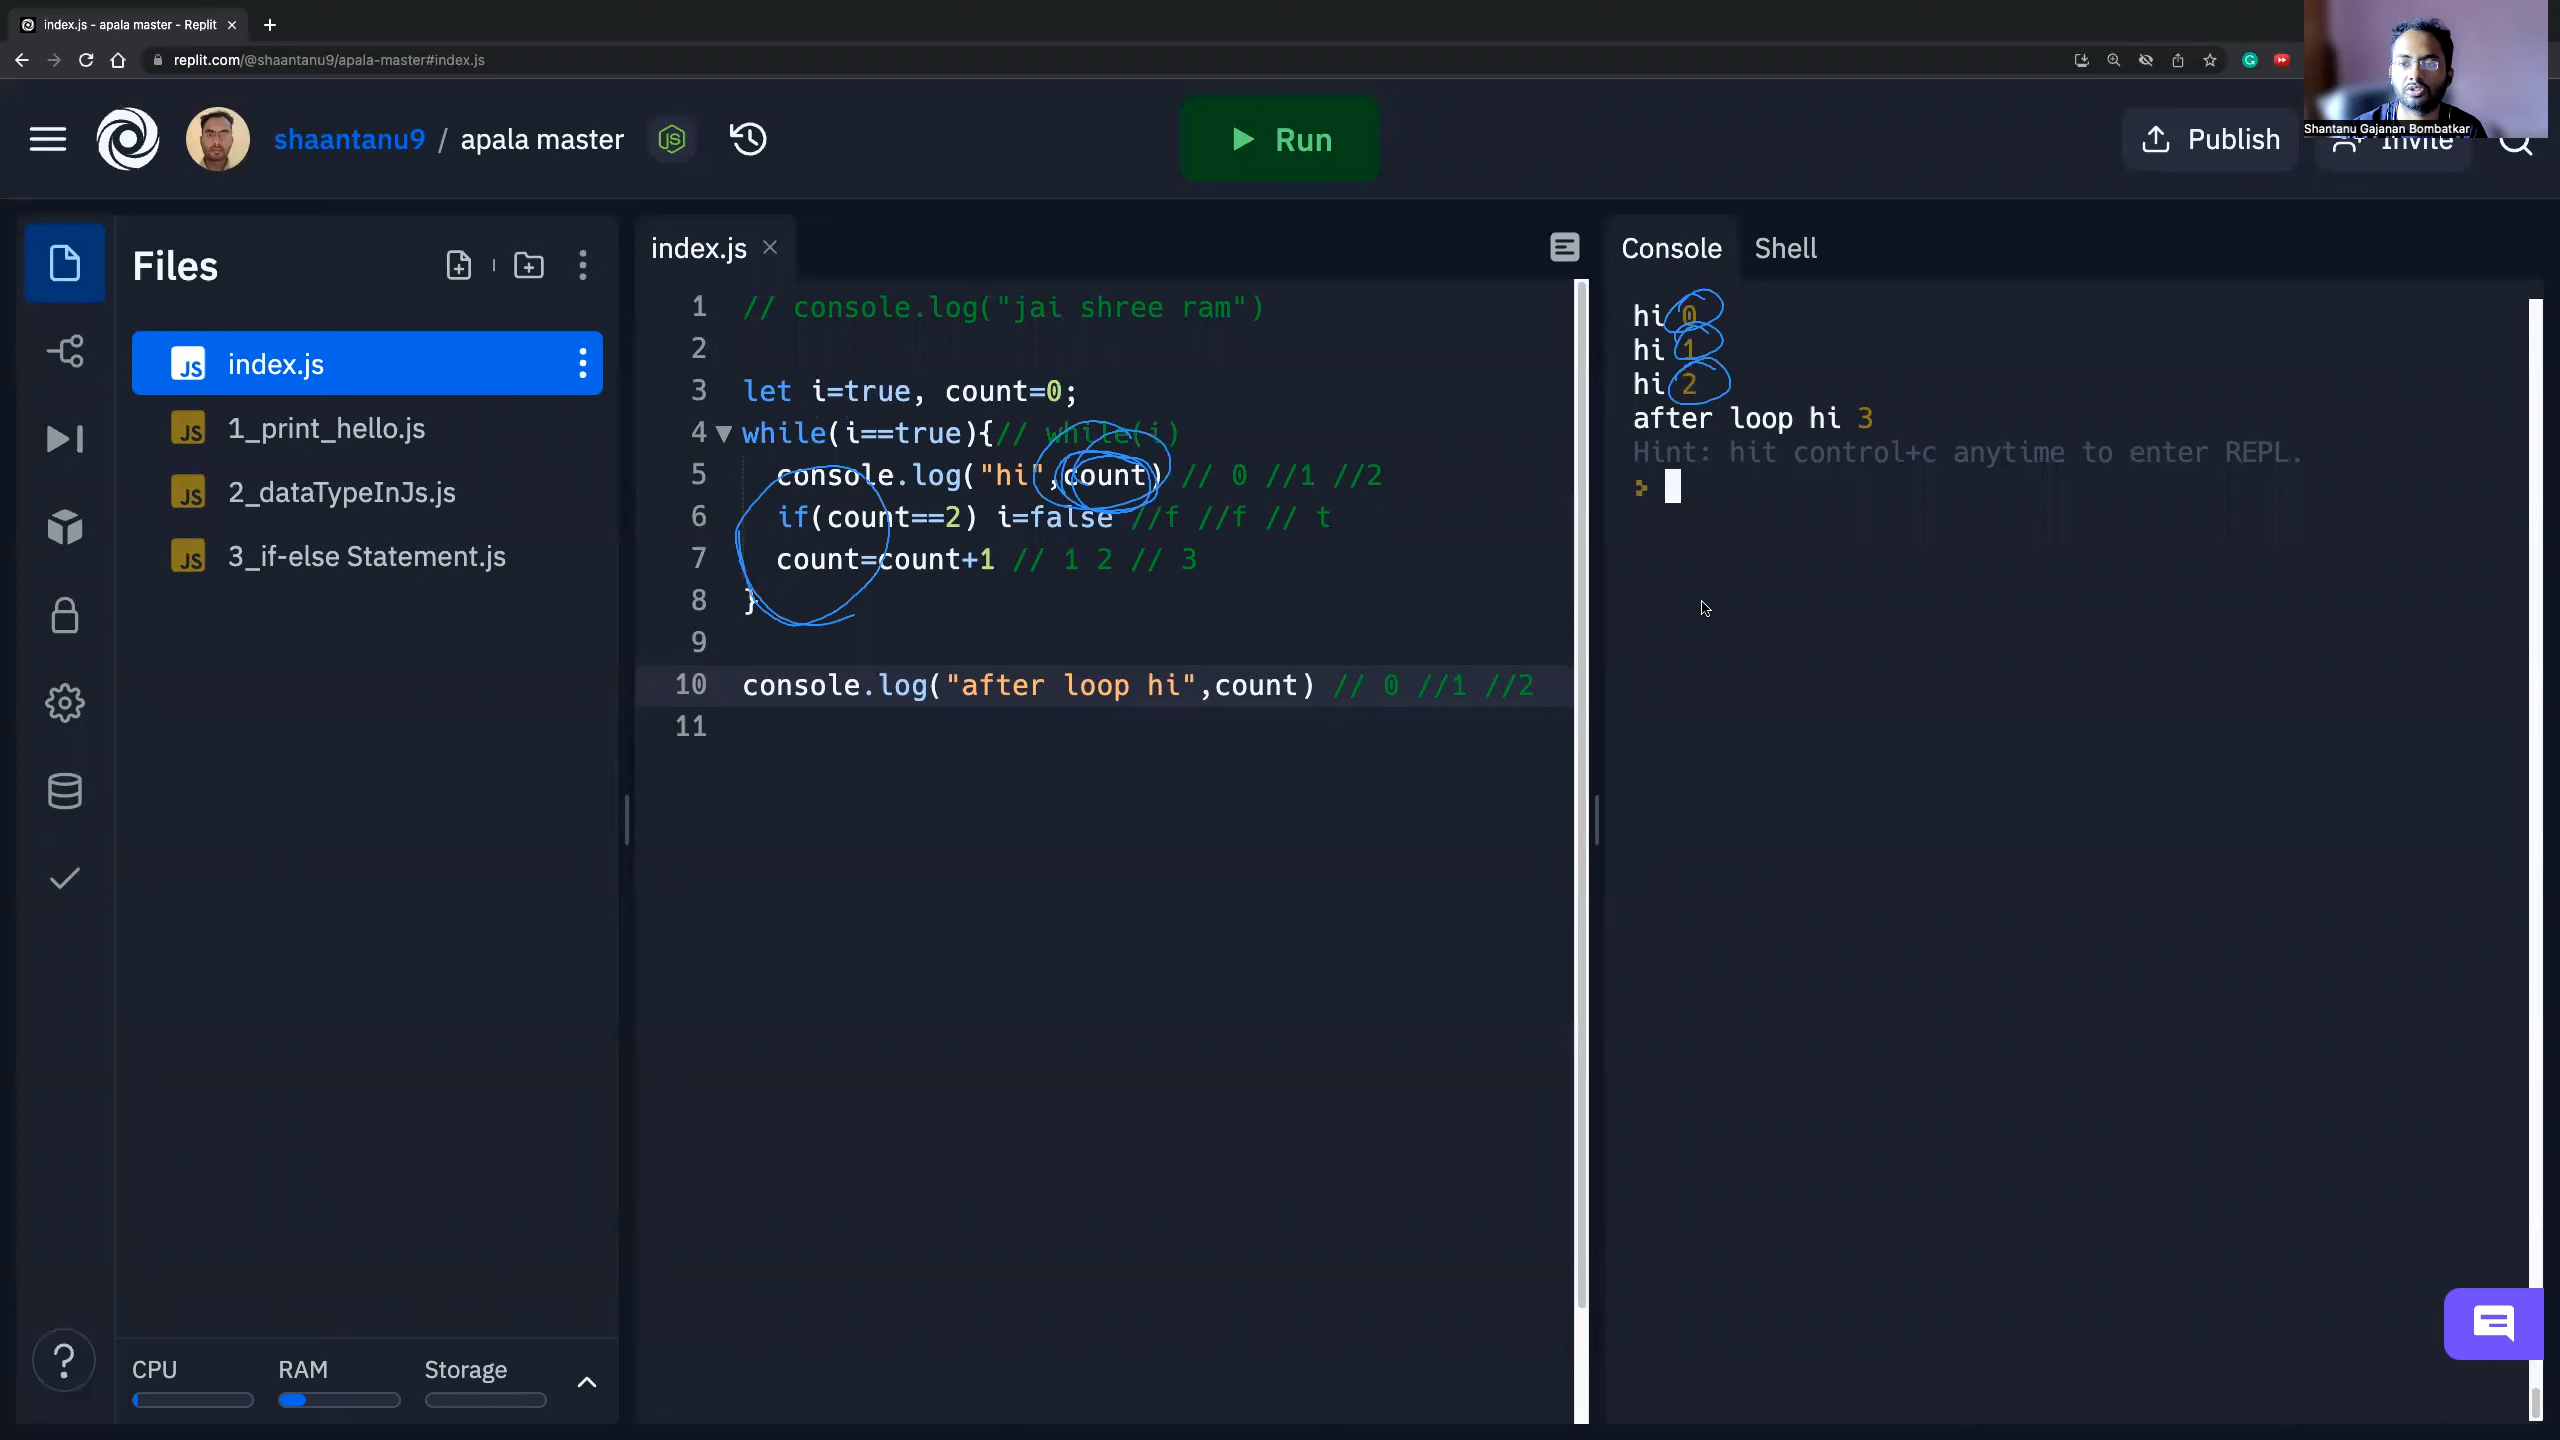 index.js - apala master - Replit
replit.com/@shaantanu9/apala-master#index.js
Shantanu Gajanan Bombatkar
shaantanu9 / apala master
Run
Publish
Invite
Files
index.js
1_print_hello.js
2_dataTypeInJs.js
3_if-else Statement.js
CPU
RAM
Storage
index.js
1 // console.log("jai shree ram")
2
3 let i=true, count=0;
4 while(i==true){// while(i)
5 console.log("hi",count) // 0 //1 //2
6 if(count==2) i=false //f //f // t
7 count=count+1 // 1 2 // 3
8 }
9
10 console.log("after loop hi",count) // 0 //1 //2
11
Console Shell
hi 0
hi 1
hi 2
after loop hi 3
Hint: hit control+c anytime to enter REPL.
>